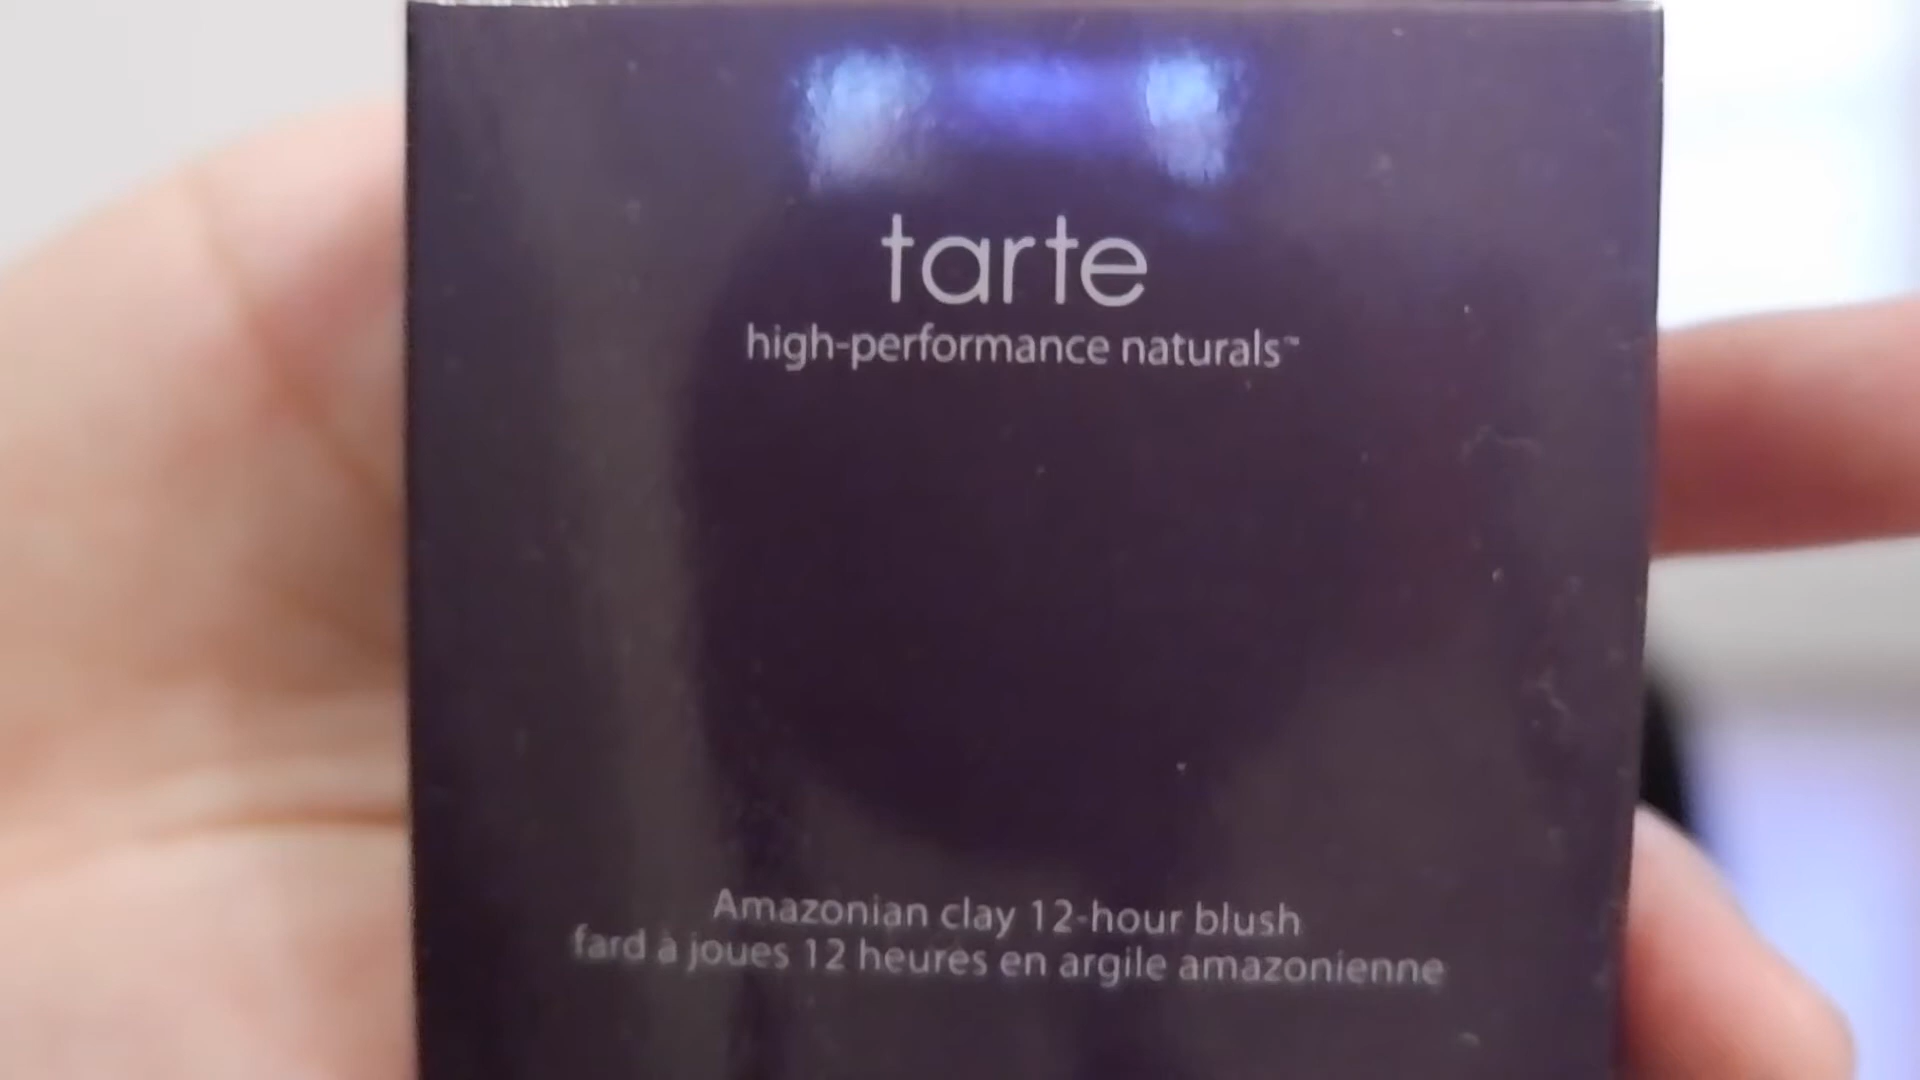 tarte
high-performance naturals™
Amazonian clay 12-hour blush
fard à joues 12 heures en argile amazonienne